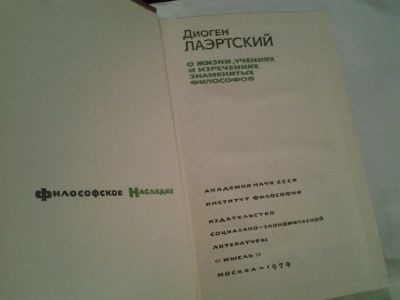 Философское Наследие
Диоген
ЛАЭРТСКИЙ
О ЖИЗНИ, УЧЕНИЯХ
И ИЗРЕЧЕНИЯХ
ЗНАМЕНИТЫХ
ФИЛОСОФОВ
АКАДЕМИЯ НАУК СССР
ИНСТИТУТ ФИЛОСОФИИ
ИЗДАТЕЛЬСТВО
СОЦИАЛЬНО-ЭКОНОМИЧЕСКОЙ
ЛИТЕРАТУРЫ
«МЫСЛЬ»
МОСКВА—1979